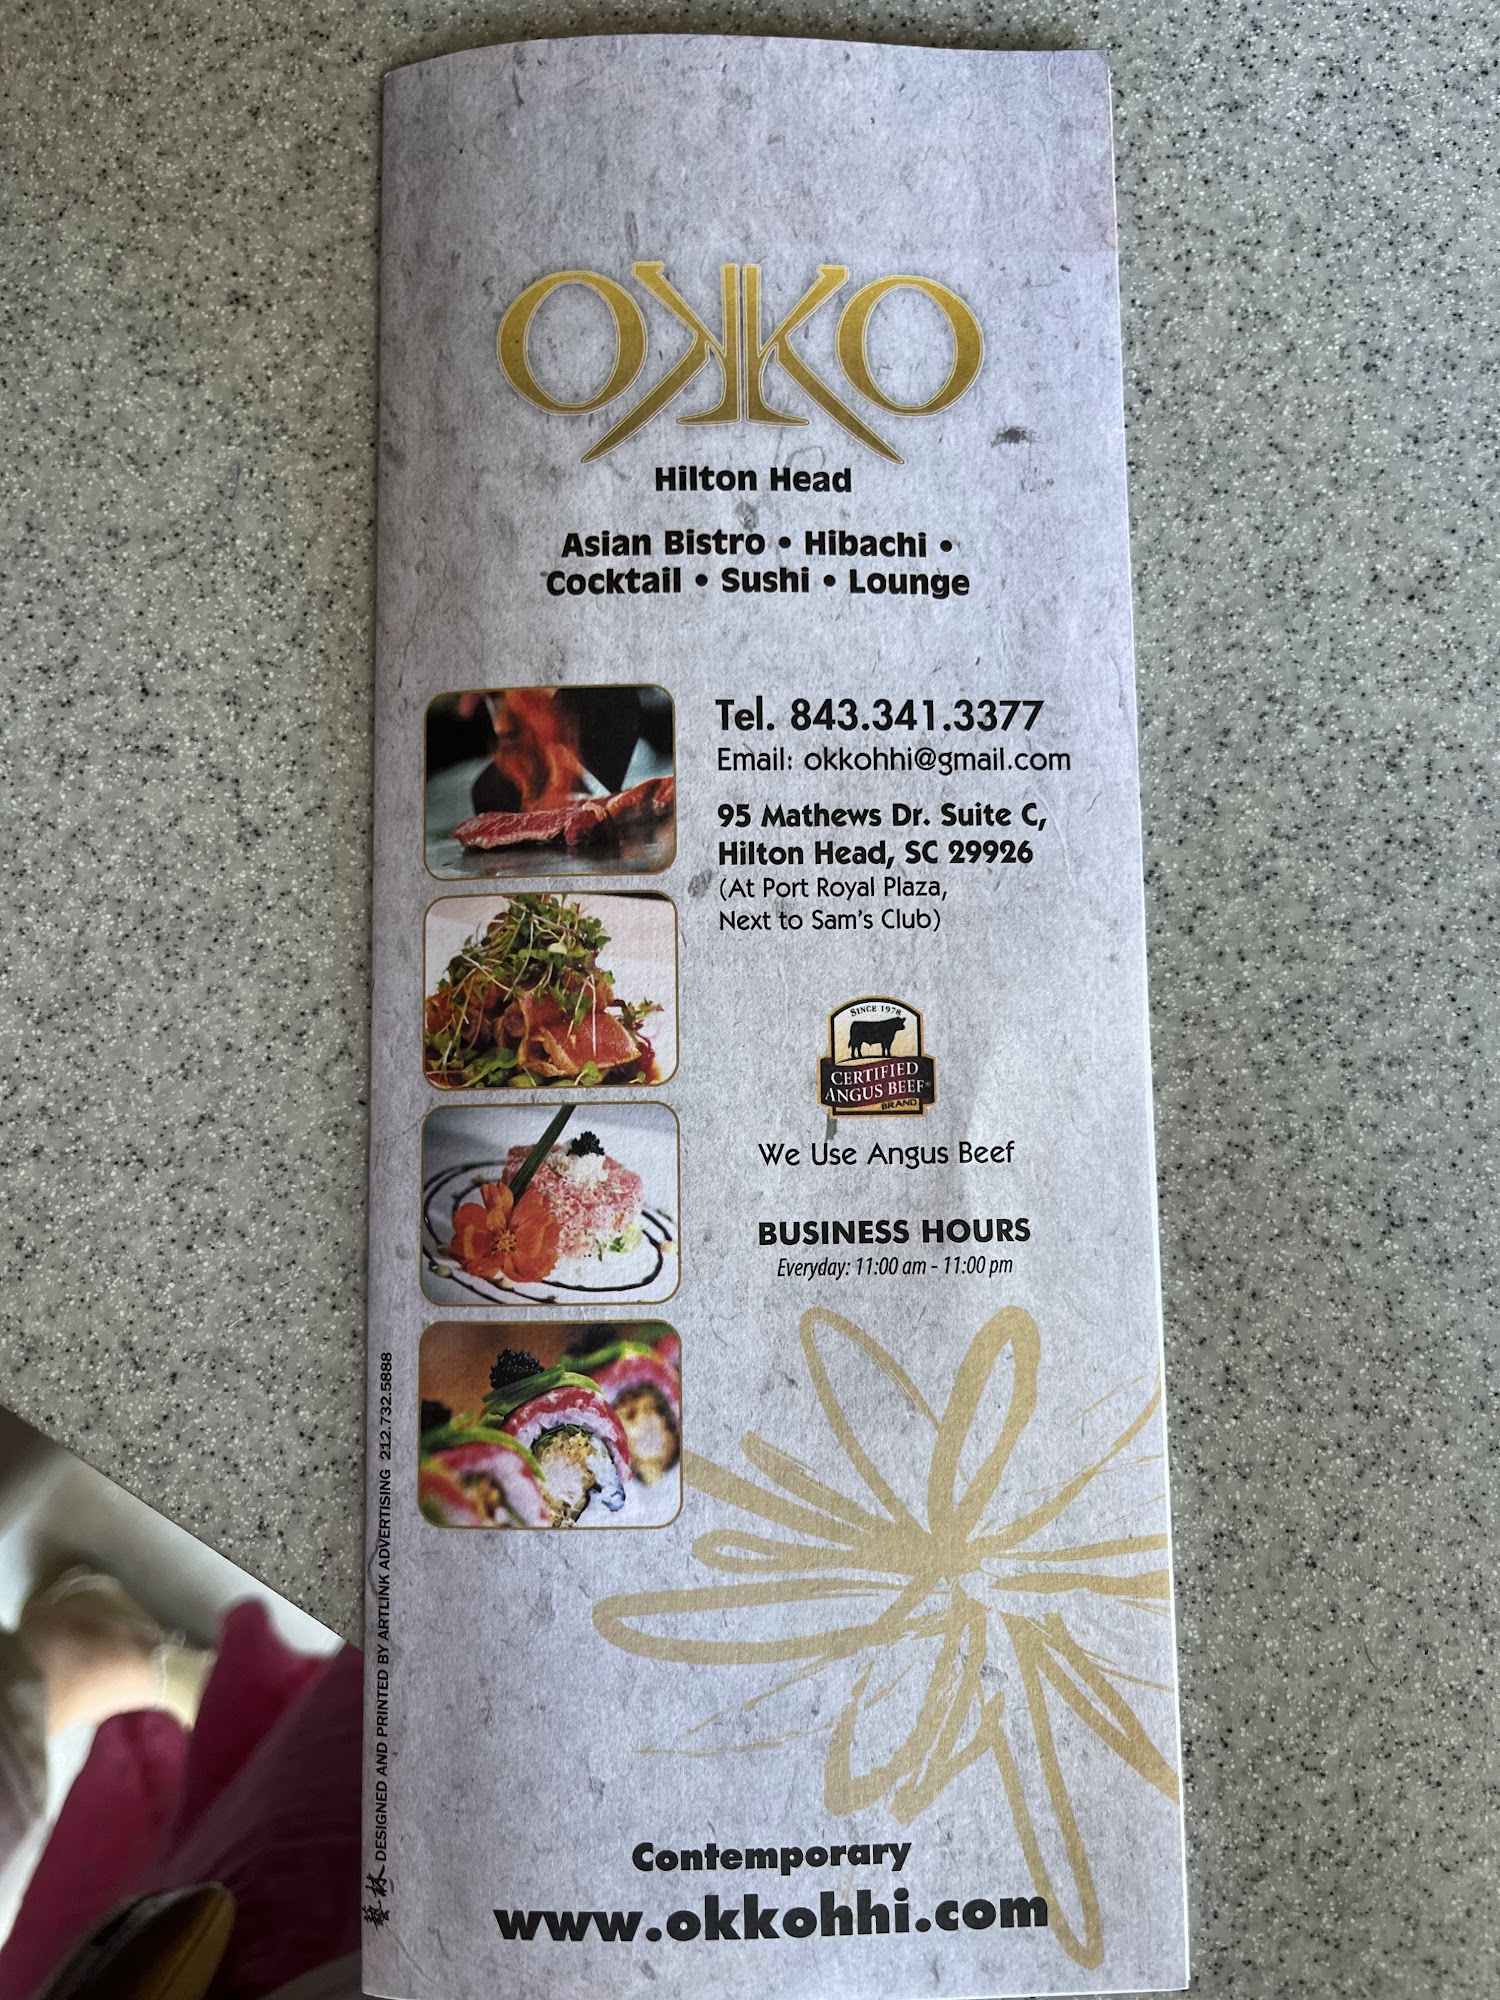 OKKO
Hilton Head
Asian Bistro • Hibachi •
Cocktail • Sushi • Lounge
Tel. 843.341.3377
Email: okkohhi@gmail.com
95 Mathews Dr. Suite C,
Hilton Head, SC 29926
(At Port Royal Plaza,
Next to Sam's Club)
SINCE 1978
CERTIFIED
ANGUS BEEF®
BRAND
We Use Angus Beef
BUSINESS HOURS
Everyday: 11:00 am - 11:00 pm
Contemporary
www.okkohhi.com
藝林 DESIGNED AND PRINTED BY ARTLINK ADVERTISING 212.732.5888